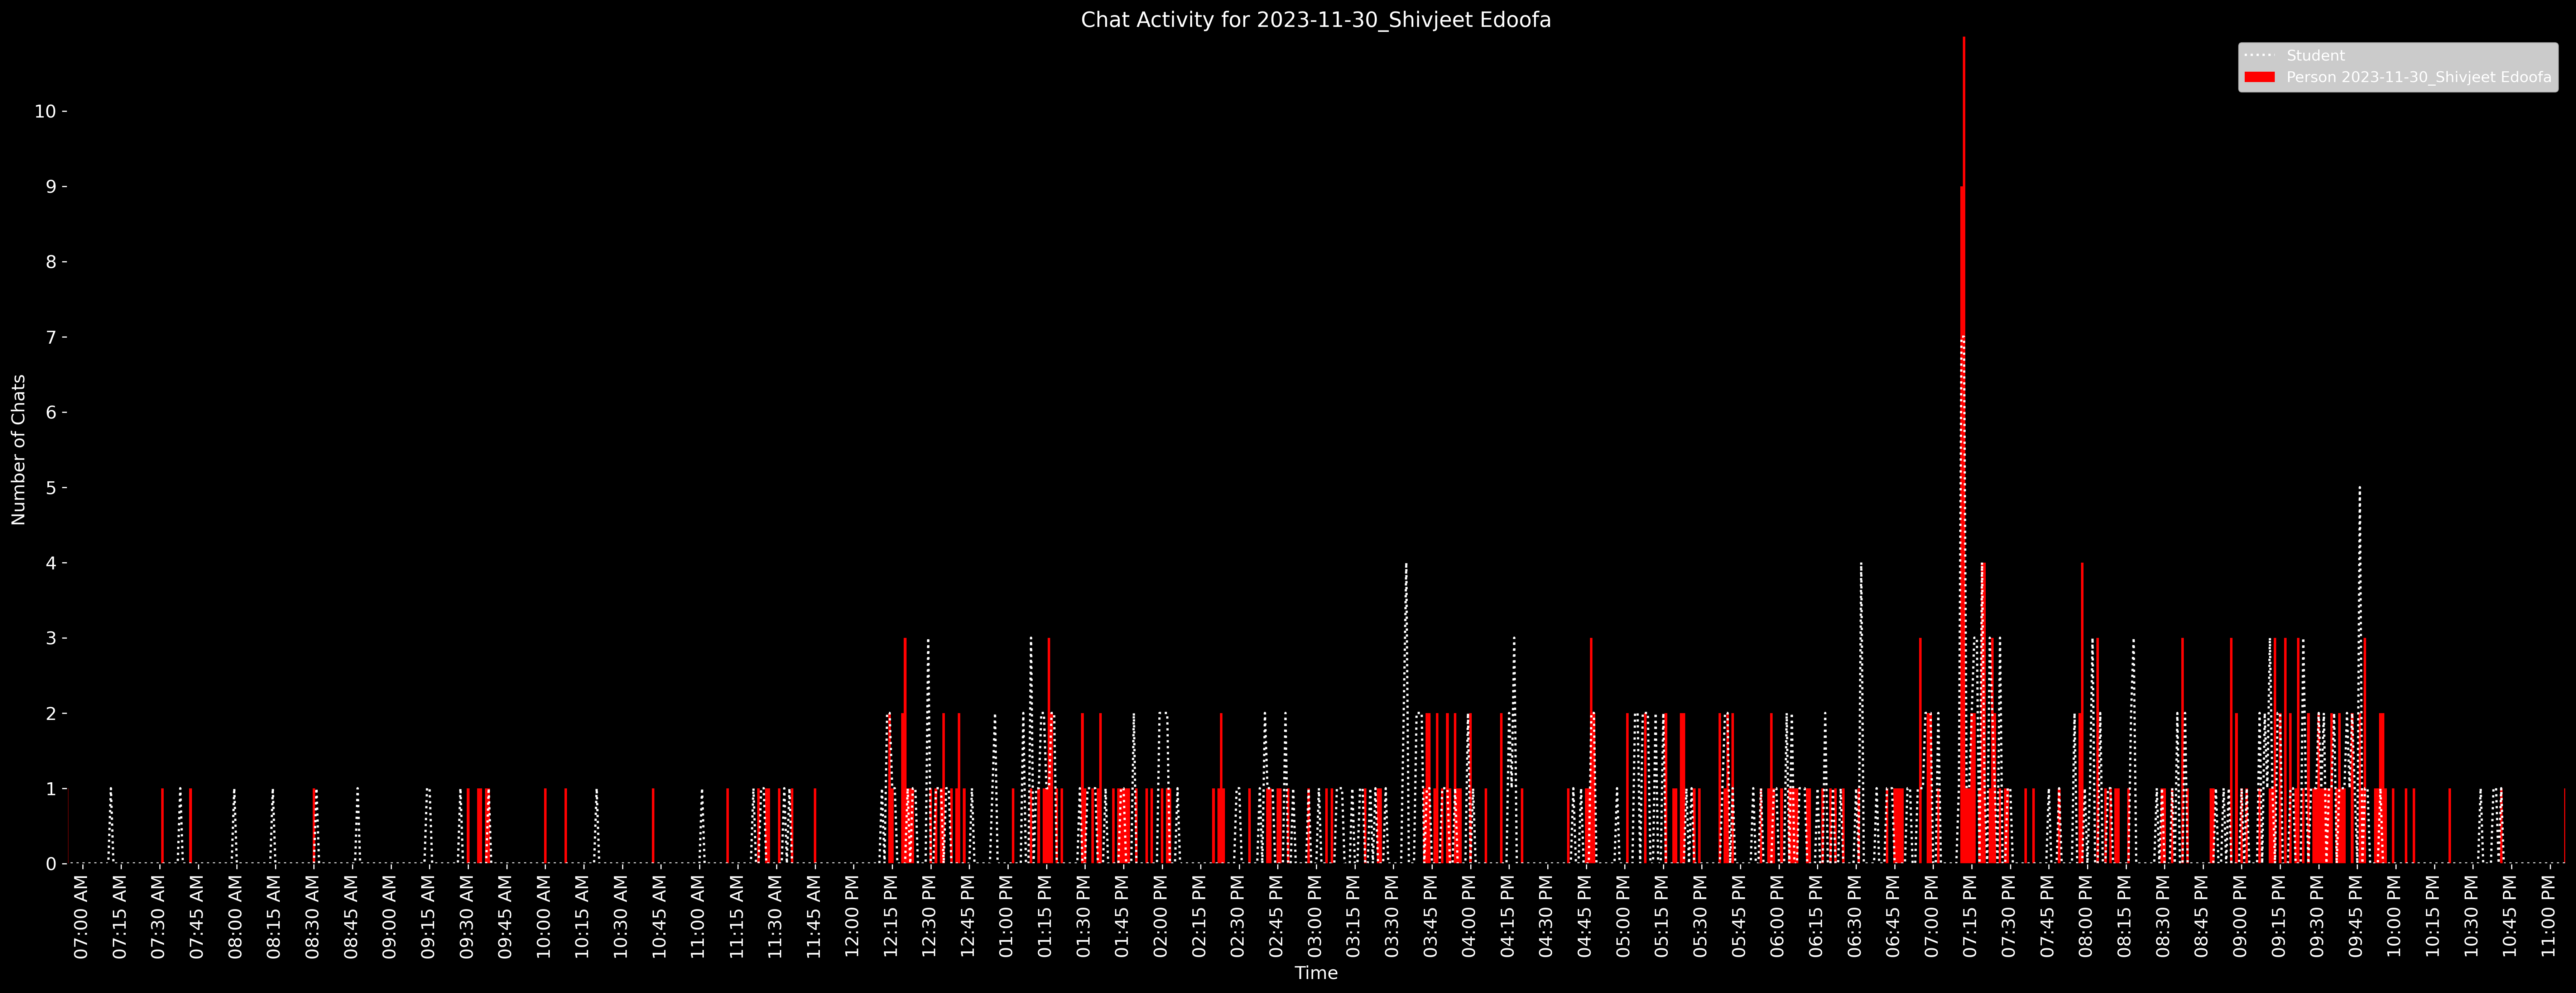 Chat Activity for 2023-11-30_Shivjeet Edoofa
Student
Person 2023-11-30_Shivjeet Edoofa
Number of Chats
10
9
8
7
6
5
4
3
2
1
0
07:00 AM
07:15 AM
07:30 AM
07:45 AM
08:00 AM
08:15 AM
08:30 AM
08:45 AM
09:00 AM
09:15 AM
09:30 AM
09:45 AM
10:00 AM
10:15 AM
10:30 AM
10:45 AM
11:00 AM
11:15 AM
11:30 AM
11:45 AM
12:00 PM
12:15 PM
12:30 PM
12:45 PM
01:00 PM
01:15 PM
01:30 PM
01:45 PM
02:00 PM
02:15 PM
02:30 PM
02:45 PM
03:00 PM
03:15 PM
03:30 PM
03:45 PM
04:00 PM
04:15 PM
04:30 PM
04:45 PM
05:00 PM
05:15 PM
05:30 PM
05:45 PM
06:00 PM
06:15 PM
06:30 PM
06:45 PM
07:00 PM
07:15 PM
07:30 PM
07:45 PM
08:00 PM
08:15 PM
08:30 PM
08:45 PM
09:00 PM
09:15 PM
09:30 PM
09:45 PM
10:00 PM
10:15 PM
10:30 PM
10:45 PM
11:00 PM
Time